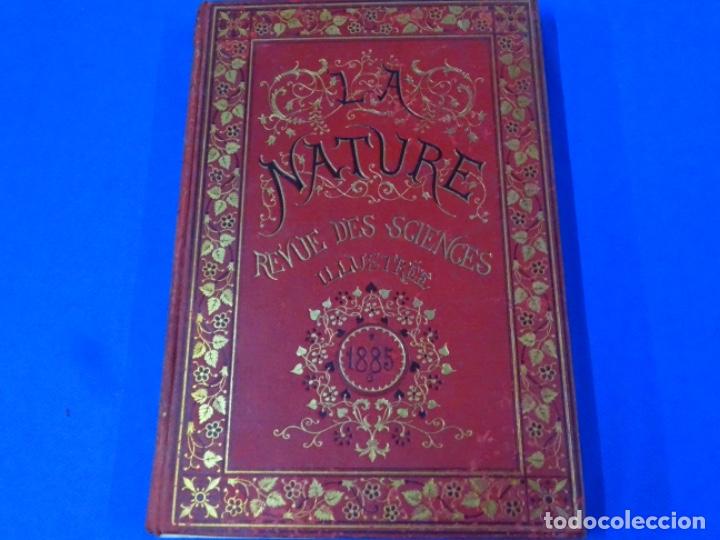 LA
NATURE
REVUE DES SCIENCES
ILLUSTRÉE
1885
todocoleccion